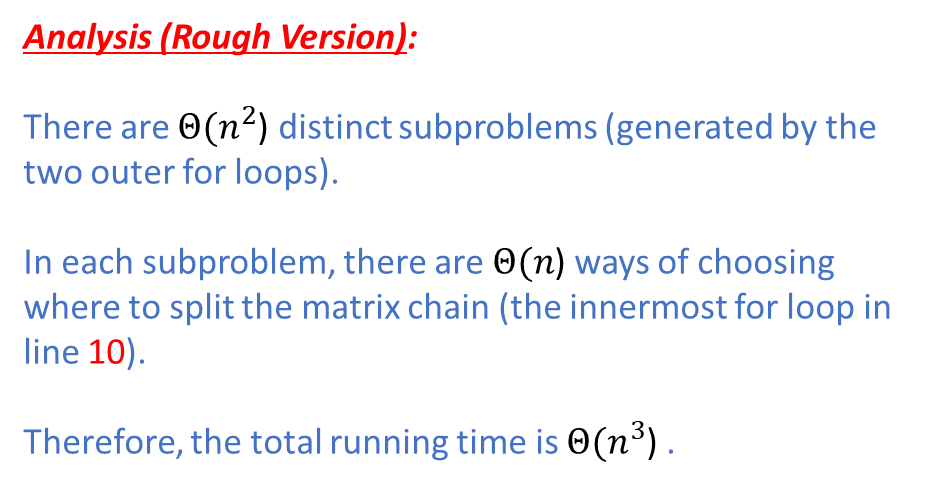 Analysis (Rough Version):
There are Θ(n²) distinct subproblems (generated by the
two outer for loops).
In each subproblem, there are Θ(n) ways of choosing
where to split the matrix chain (the innermost for loop in
line 10).
Therefore, the total running time is Θ(n³) .